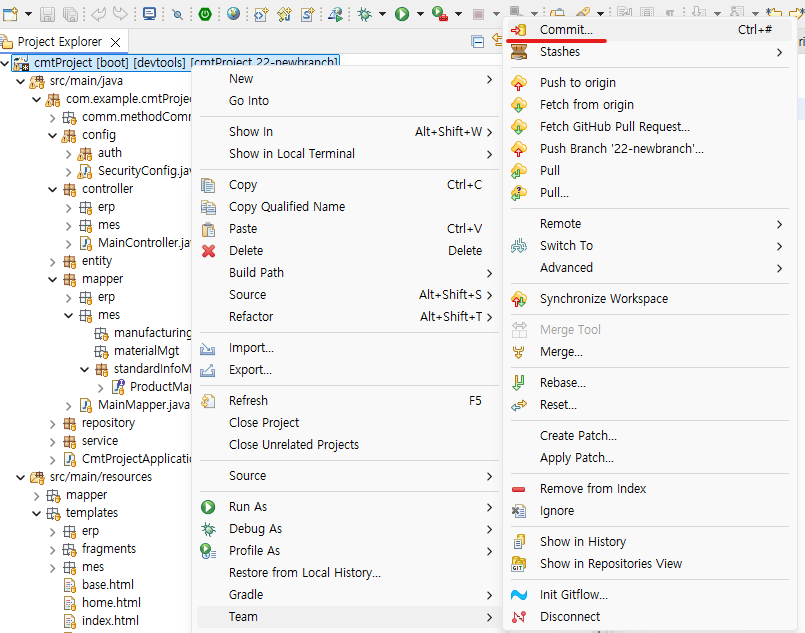 Project Explorer
cmtProject [boot] [devtools] [cmtProject 22-newbranch]
src/main/java
com.example.cmtProje
comm.methodComr
config
auth
SecurityConfig.jav
controller
erp
mes
MainController.jav
entity
mapper
erp
mes
manufacturing
materialMgt
standardInfoM
ProductMap
MainMapper.java
repository
service
CmtProjectApplicatio
src/main/resources
mapper
templates
erp
fragments
mes
base.html
home.html
index.html
New
Go Into
Show In Alt+Shift+W
Show in Local Terminal
Copy Ctrl+C
Copy Qualified Name
Paste Ctrl+V
Delete Delete
Build Path
Source Alt+Shift+S
Refactor Alt+Shift+T
Import...
Export...
Refresh F5
Close Project
Close Unrelated Projects
Source
Run As
Debug As
Profile As
Restore from Local History...
Gradle
Team
Commit... Ctrl+#
Stashes
Push to origin
Fetch from origin
Fetch GitHub Pull Request...
Push Branch '22-newbranch'...
Pull
Pull...
Remote
Switch To
Advanced
Synchronize Workspace
Merge Tool
Merge...
Rebase...
Reset...
Create Patch...
Apply Patch...
Remove from Index
Ignore
Show in History
Show in Repositories View
Init Gitflow...
Disconnect